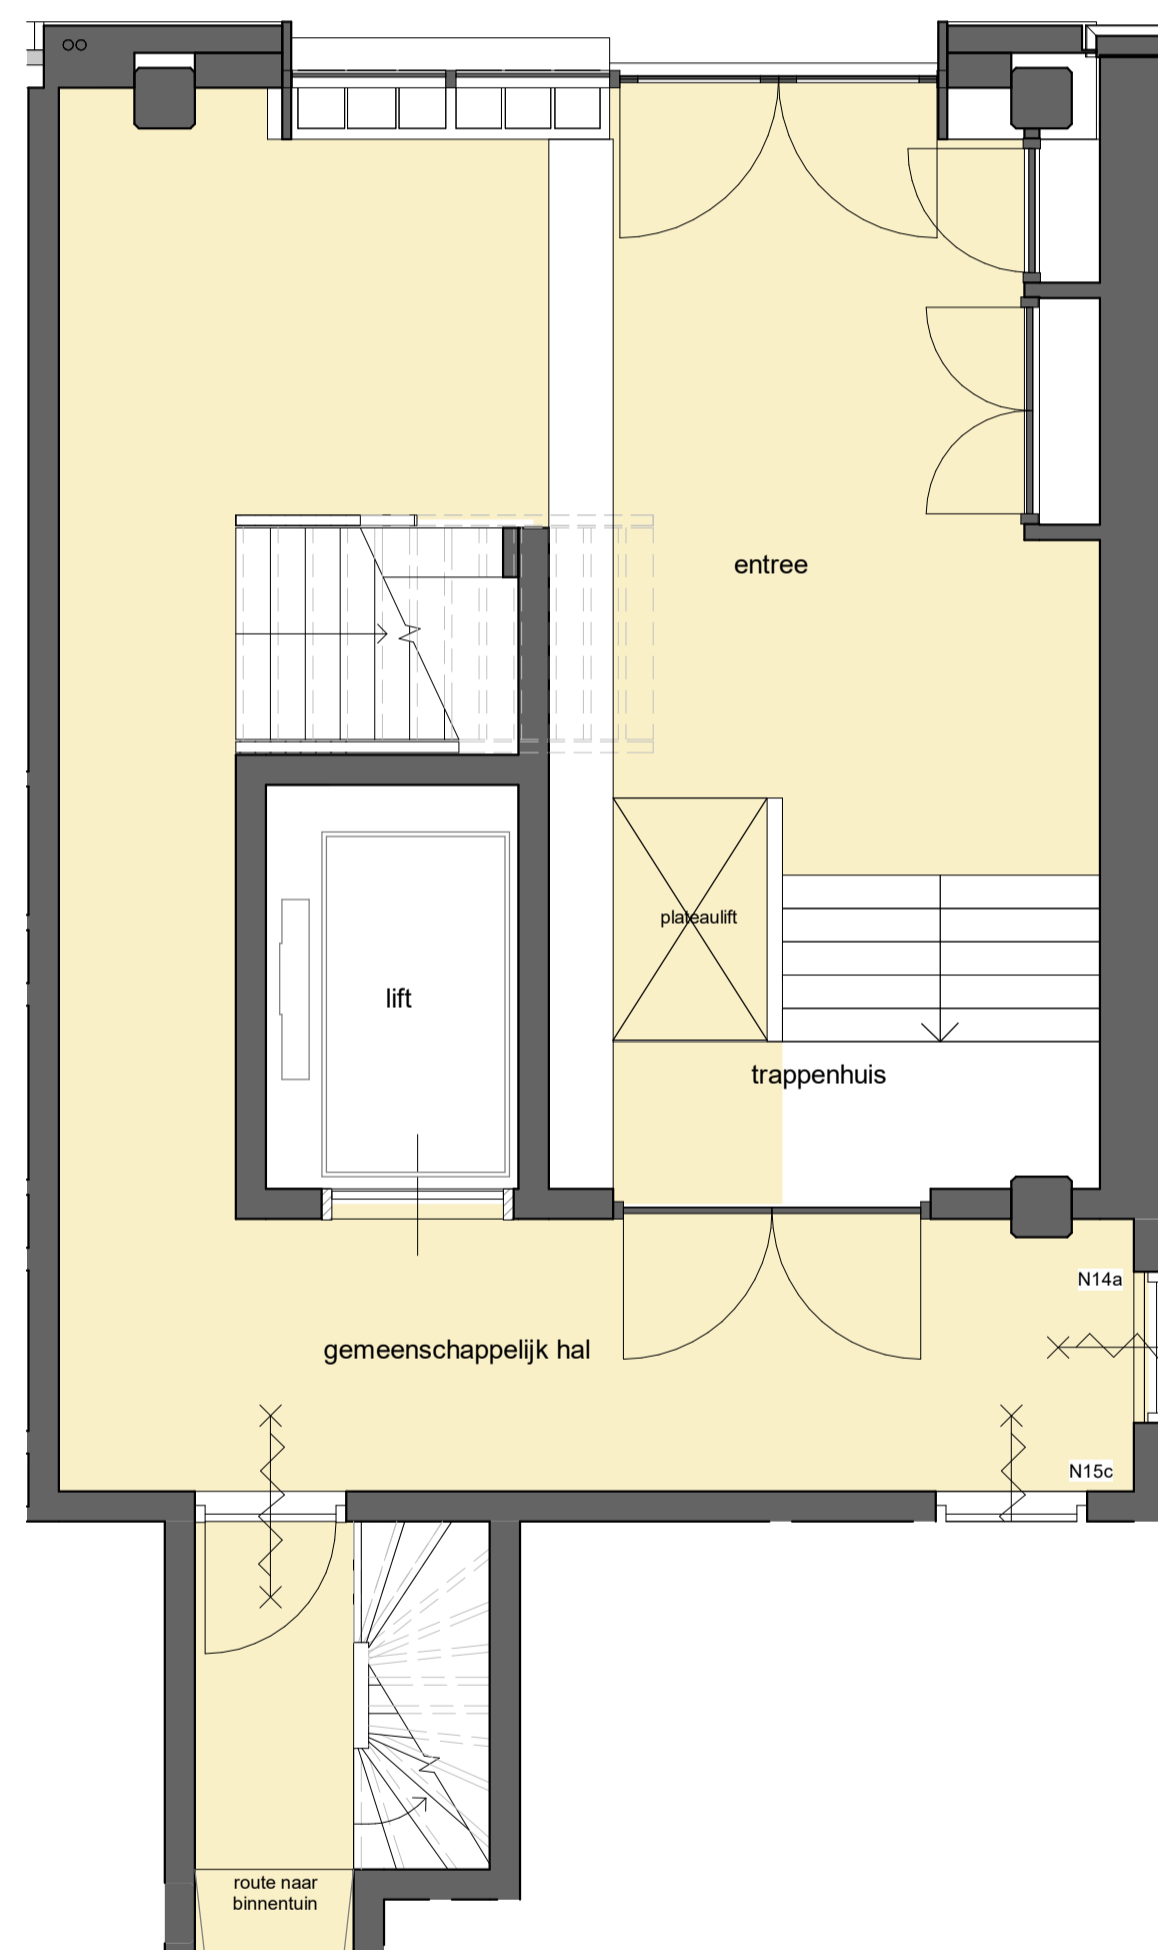 entree
plateaulift
lift
trappenhuis
N14a
gemeenschappelijk hal
N15c
route naar
binnentuin